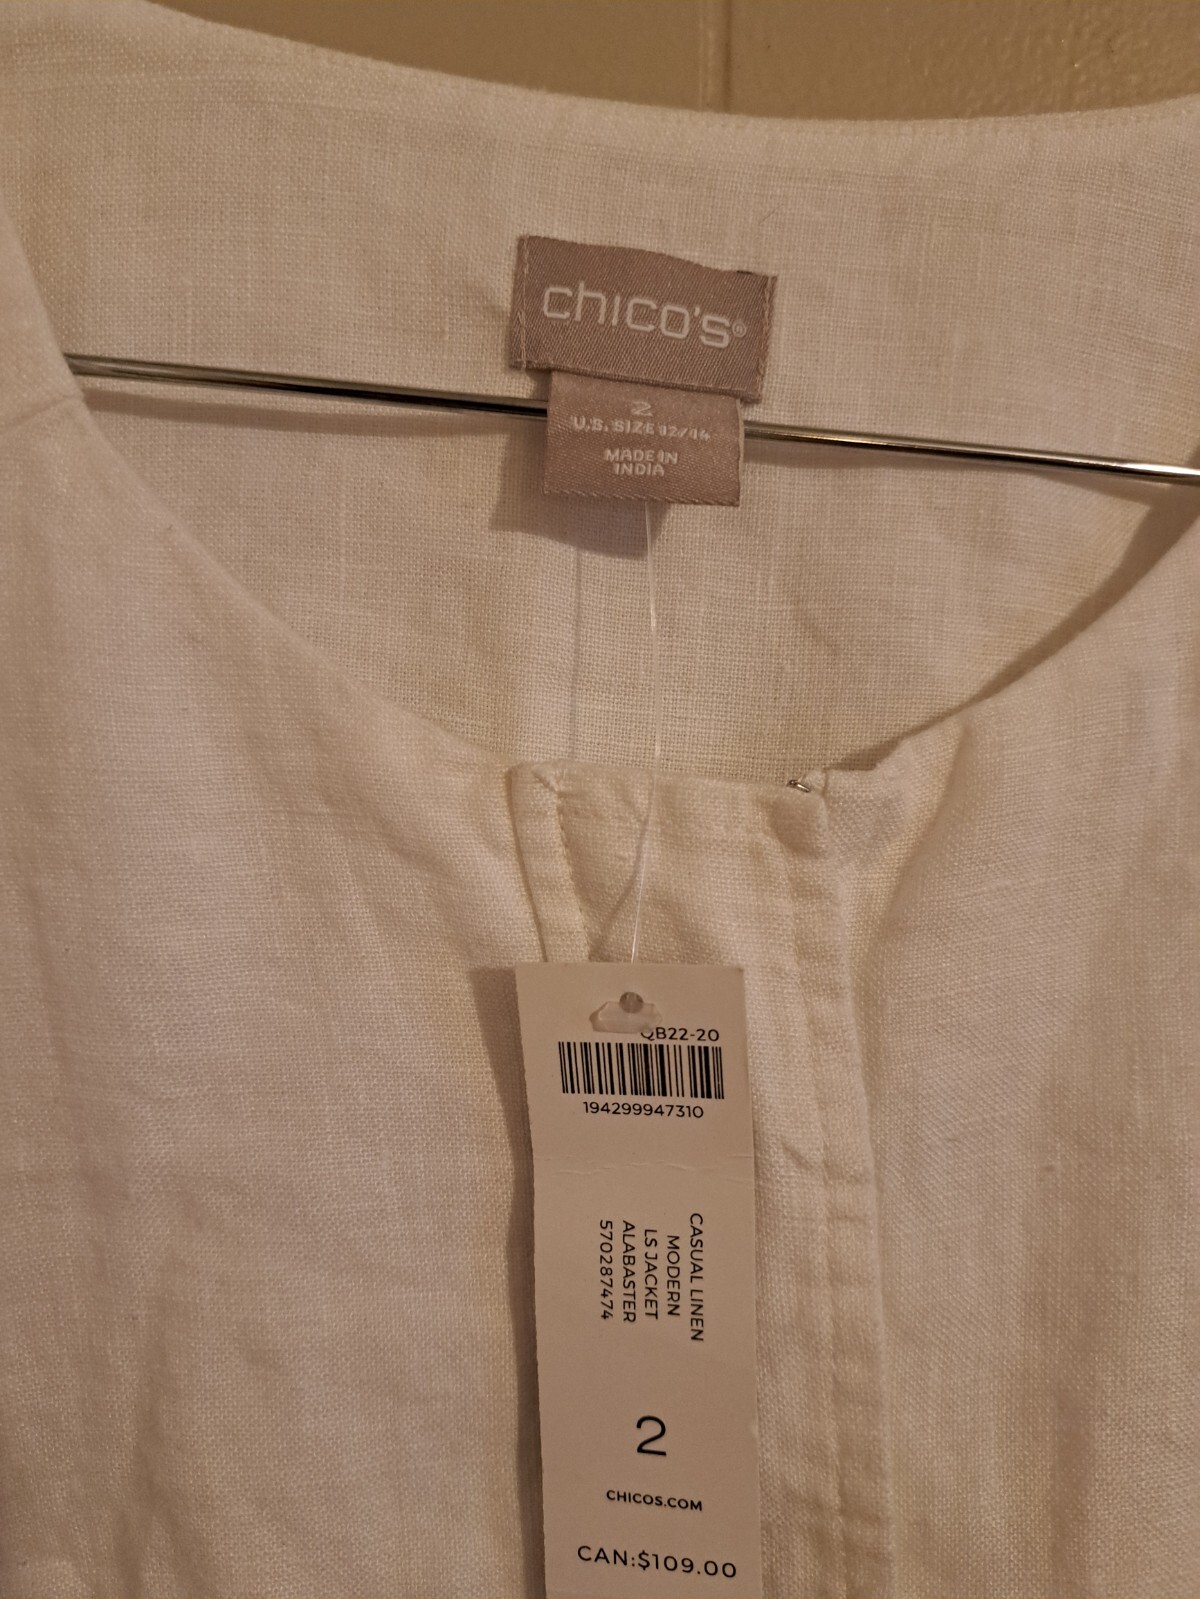 chico's®
2
U.S. SIZE 12/14
MADE IN
INDIA
QB22-20
194299947310
CASUAL LINEN
MODERN
LS JACKET
ALABASTER
570287474
2
CHICOS.COM
CAN:$109.00